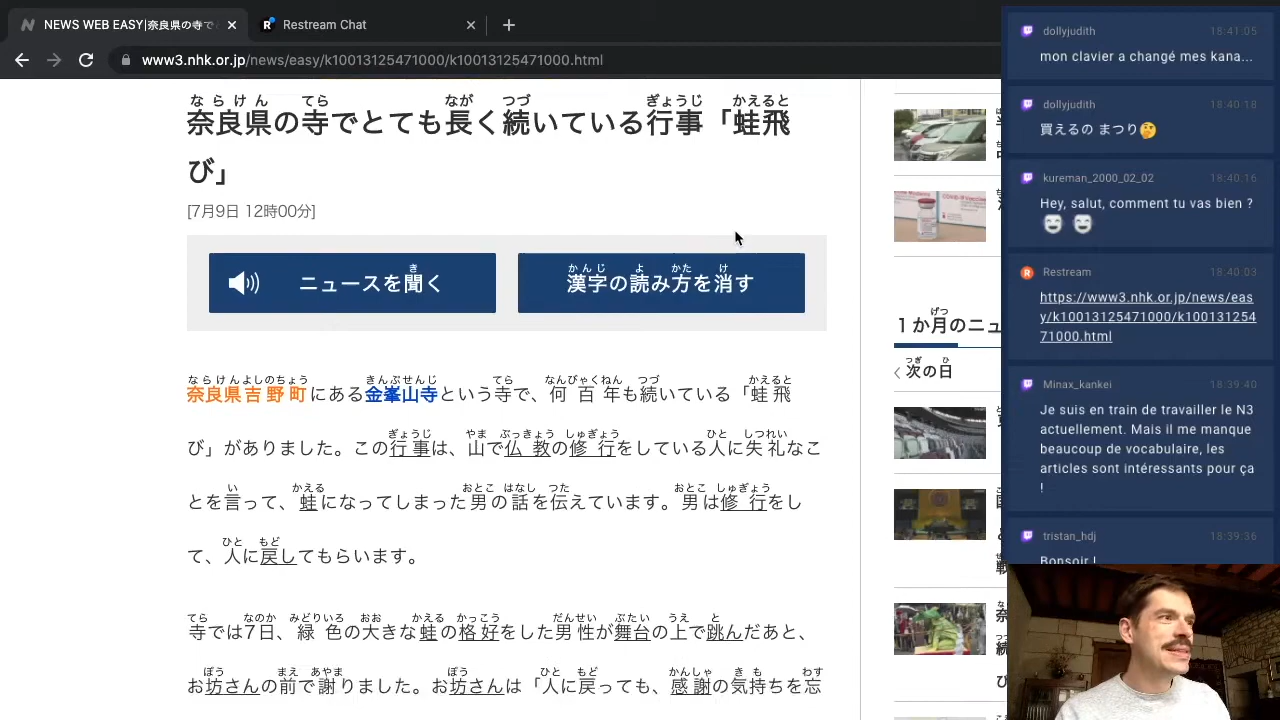 NEWS WEB EASY|奈良県の寺で
Restream Chat
www3.nhk.or.jp/news/easy/k10013125471000/k10013125471000.html
奈良県の寺でとても長く続いている行事「蛙飛
び」
[7月9日 12時00分]
ニュースを聞く
漢字の読み方を消す
奈良県吉野町にある金峯山寺という寺で、何百年も続いている「蛙飛
び」がありました。この行事は、山で仏教の修行をしている人に失礼なこ
とを言って、蛙になってしまった男の話を伝えています。男は修行をし
て、人に戻してもらいます。
寺では7日、緑色の大きな蛙の格好をした男性が舞台の上で跳んだあと、
お坊さんの前で謝りました。お坊さんは「人に戻っても、感謝の気持ちを忘
1か月のニュ
次の日
dollyjudith 18:41:05
mon clavier a changé mes kana...
dollyjudith 18:40:18
買えるの まつり🤔
kureman_2000_02_02 18:40:16
Hey, salut, comment tu vas bien ?
Restream 18:40:03
https://www3.nhk.or.jp/news/eas
y/k10013125471000/k100131254
71000.html
Minax_kankei 18:39:40
Je suis en train de travailler le N3
actuellement. Mais il me manque
beaucoup de vocabulaire, les
articles sont intéressants pour ça
!
tristan_hdj 18:39:36
Bonsoir !